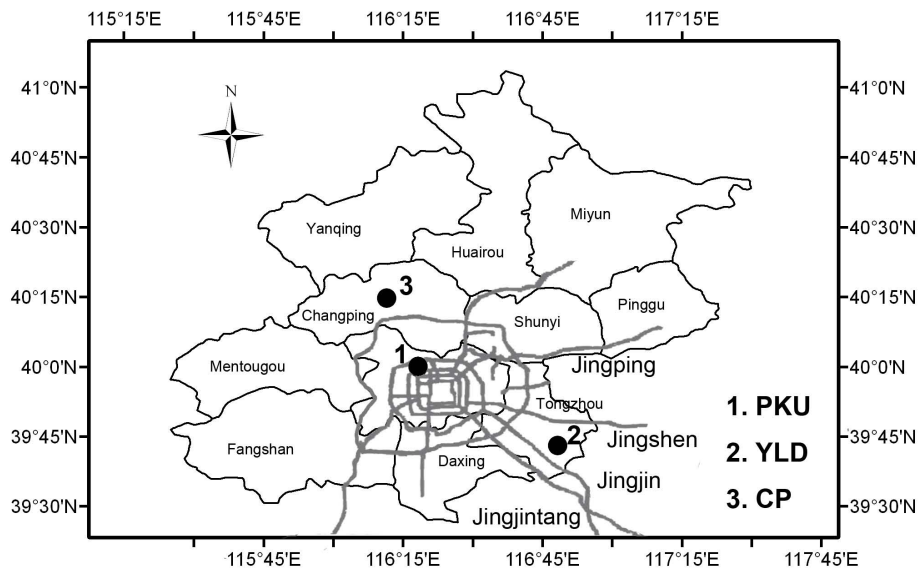 115°15'E 115°45'E 116°15'E 116°45'E 117°15'E
41°0'N 41°0'N
N
40°45'N 40°45'N
Miyun
40°30'N Yanqing 40°30'N
Huairou
3
40°15'N 40°15'N
Changping Shunyi Pinggu
1
40°0'N Mentougou Jingping 40°0'N
Tongzhou
1. PKU
39°45'N 2 Jingshen 39°45'N
Fangshan Daxing 2. YLD
Jingjin
39°30'N 3. CP 39°30'N
Jingjintang
115°45'E 116°15'E 116°45'E 117°15'E 117°45'E